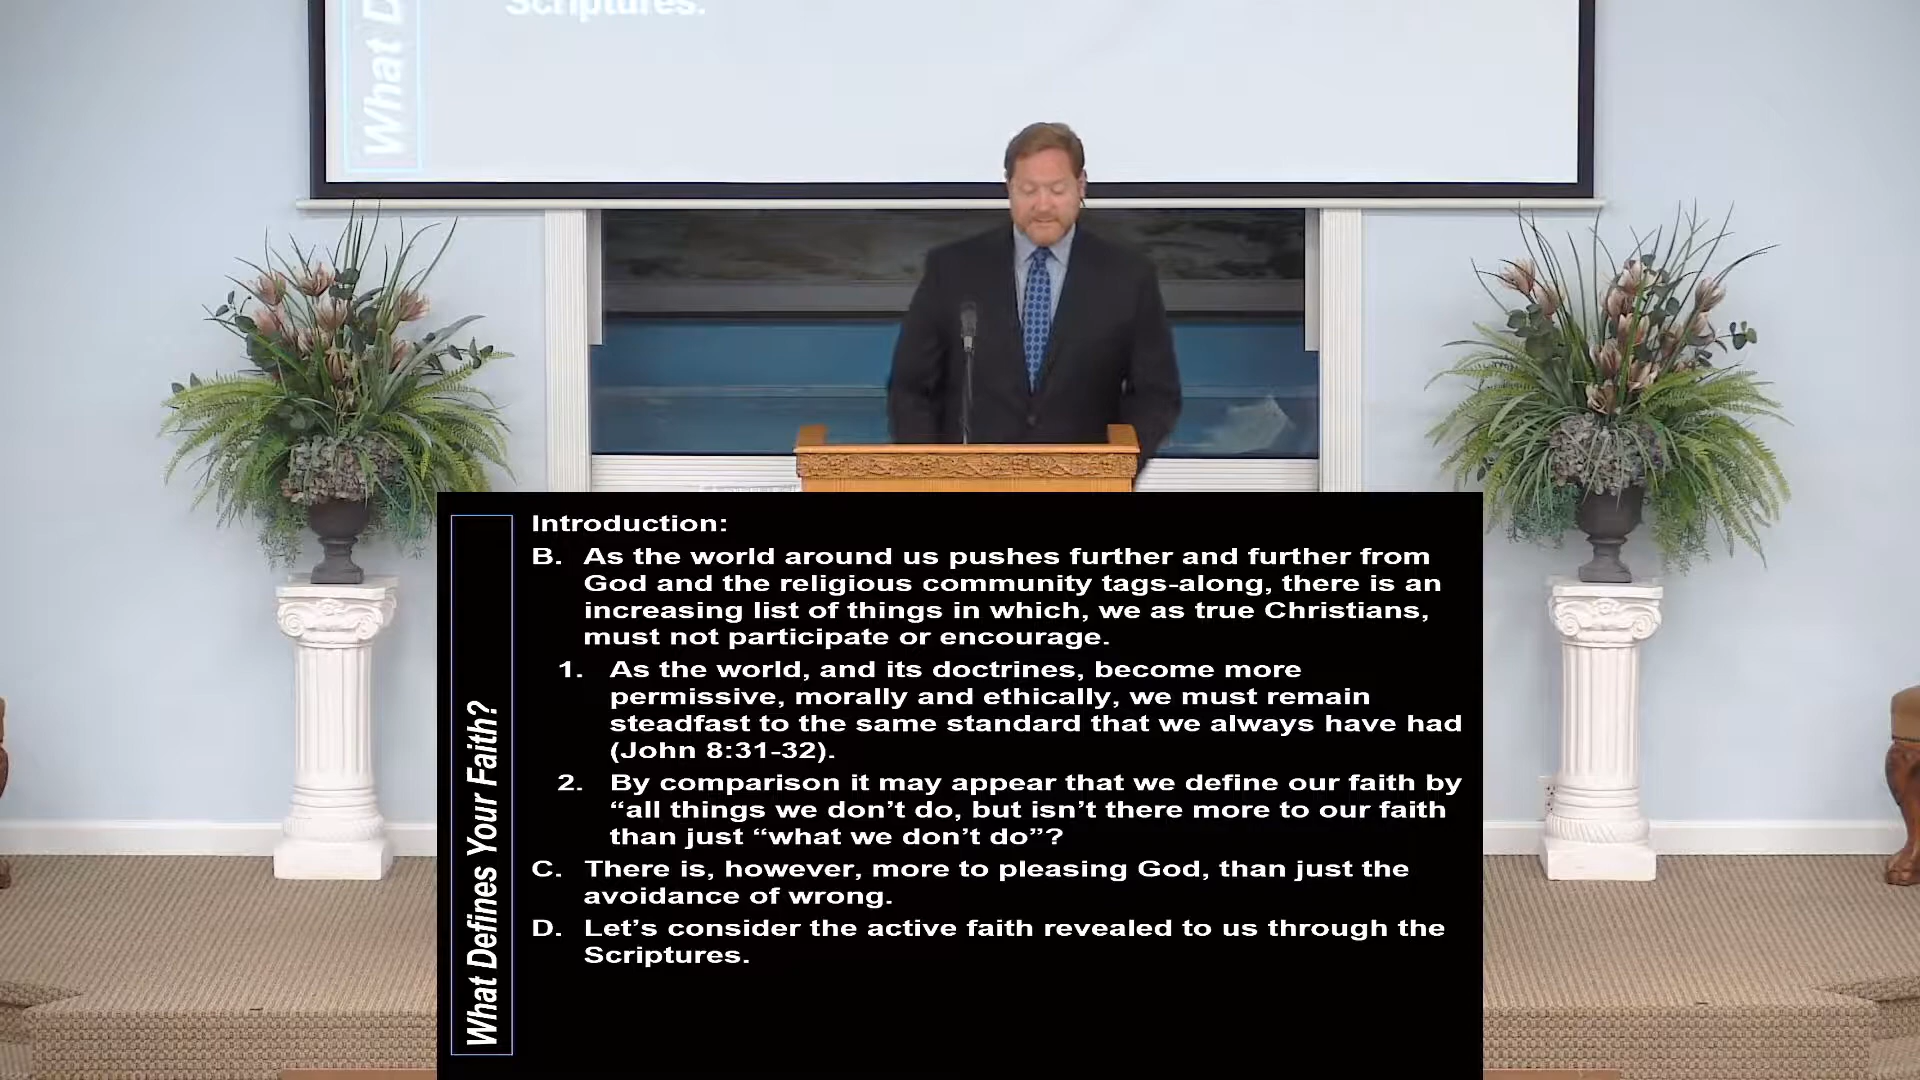 Scriptures.
What D
What Defines Your Faith?
Introduction:
B. As the world around us pushes further and further from
God and the religious community tags-along, there is an
increasing list of things in which, we as true Christians,
must not participate or encourage.
1. As the world, and its doctrines, become more
permissive, morally and ethically, we must remain
steadfast to the same standard that we always have had
(John 8:31-32).
2. By comparison it may appear that we define our faith by
“all things we don’t do, but isn’t there more to our faith
than just “what we don’t do”?
C. There is, however, more to pleasing God, than just the
avoidance of wrong.
D. Let’s consider the active faith revealed to us through the
Scriptures.